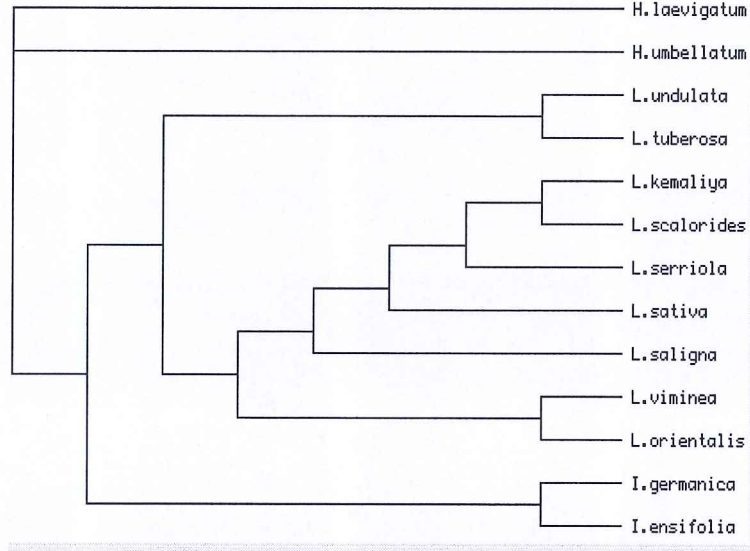 H.laevigatum
H.umbellatum
L.undulata
L.tuberosa
L.kemaliya
L.scalorides
L.serriola
L.sativa
L.saligna
L.viminea
L.orientalis
I.germanica
I.ensifolia